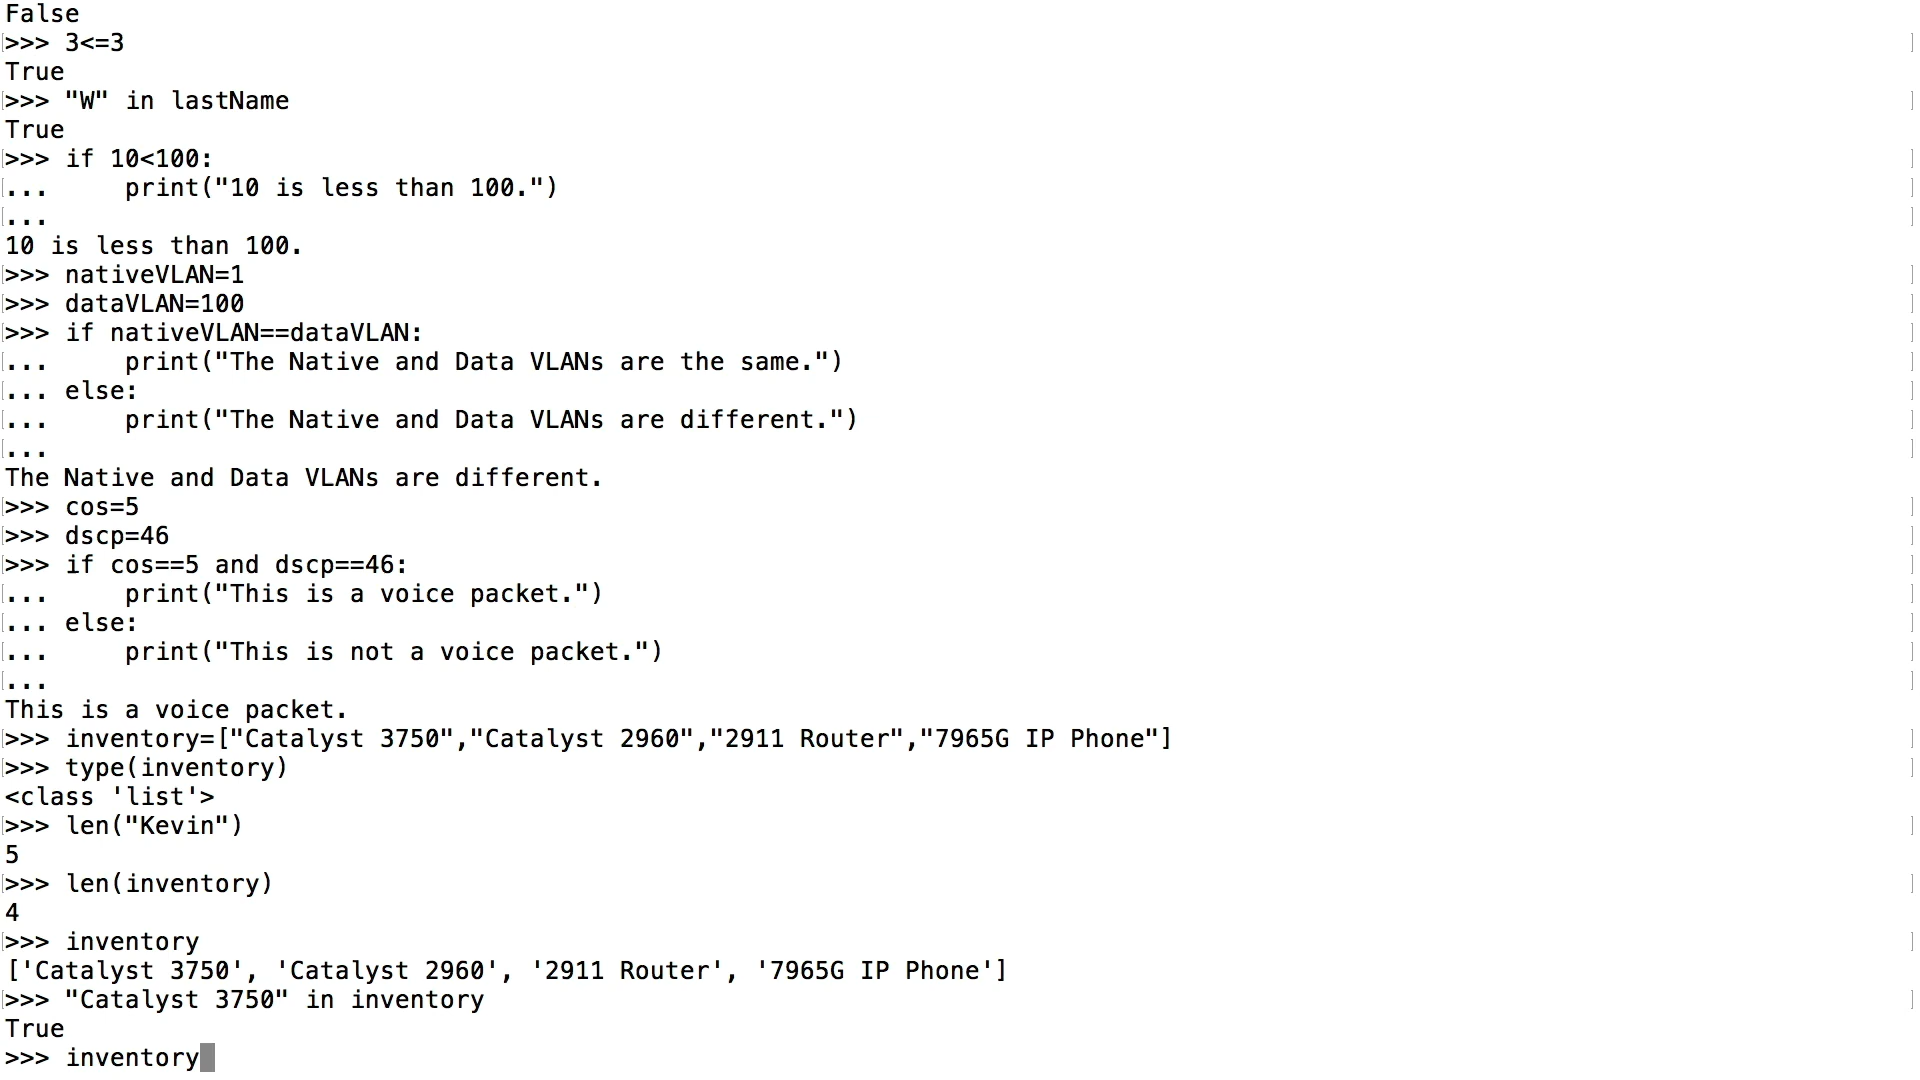 False
>>> 3<=3
True
>>> "W" in lastName
True
>>> if 10<100:
...     print("10 is less than 100.")
...
10 is less than 100.
>>> nativeVLAN=1
>>> dataVLAN=100
>>> if nativeVLAN==dataVLAN:
...     print("The Native and Data VLANs are the same.")
... else:
...     print("The Native and Data VLANs are different.")
...
The Native and Data VLANs are different.
>>> cos=5
>>> dscp=46
>>> if cos==5 and dscp==46:
...     print("This is a voice packet.")
... else:
...     print("This is not a voice packet.")
...
This is a voice packet.
>>> inventory=["Catalyst 3750","Catalyst 2960","2911 Router","7965G IP Phone"]
>>> type(inventory)
<class 'list'>
>>> len("Kevin")
5
>>> len(inventory)
4
>>> inventory
['Catalyst 3750', 'Catalyst 2960', '2911 Router', '7965G IP Phone']
>>> "Catalyst 3750" in inventory
True
>>> inventory